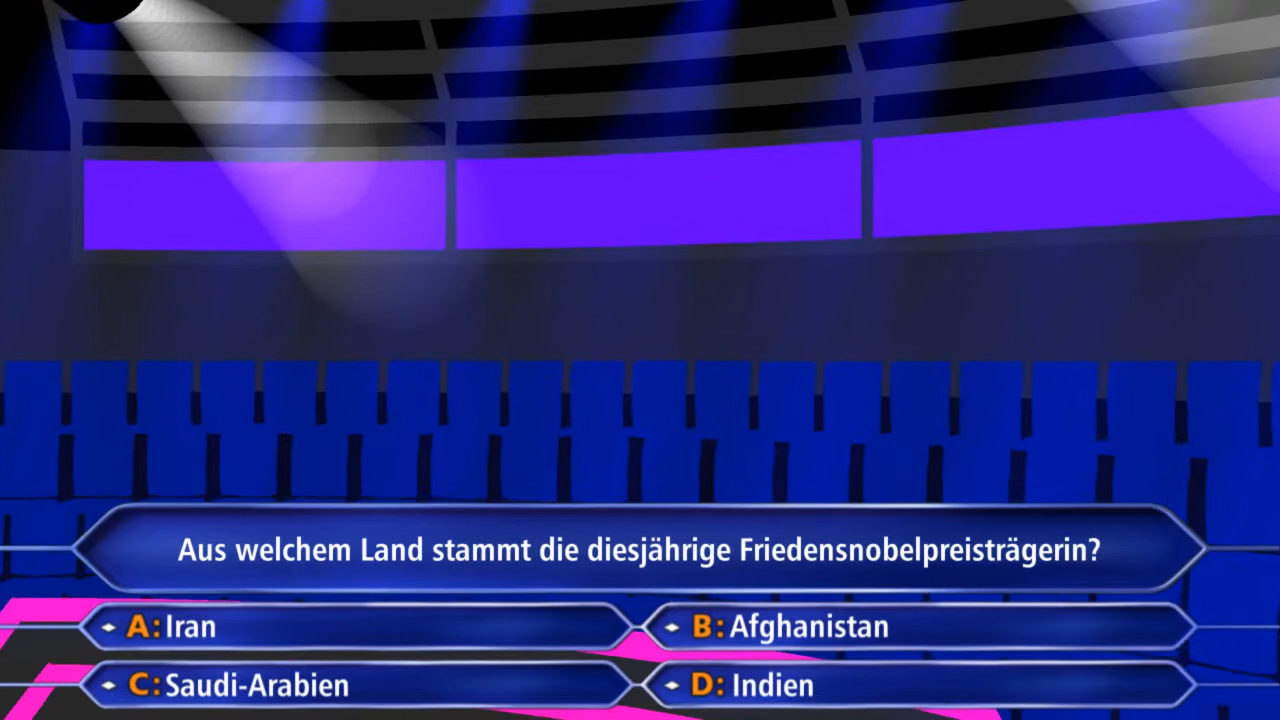 Aus welchem Land stammt die diesjährige Friedensnobelpreisträgerin?
A: Iran
B: Afghanistan
C: Saudi-Arabien
D: Indien